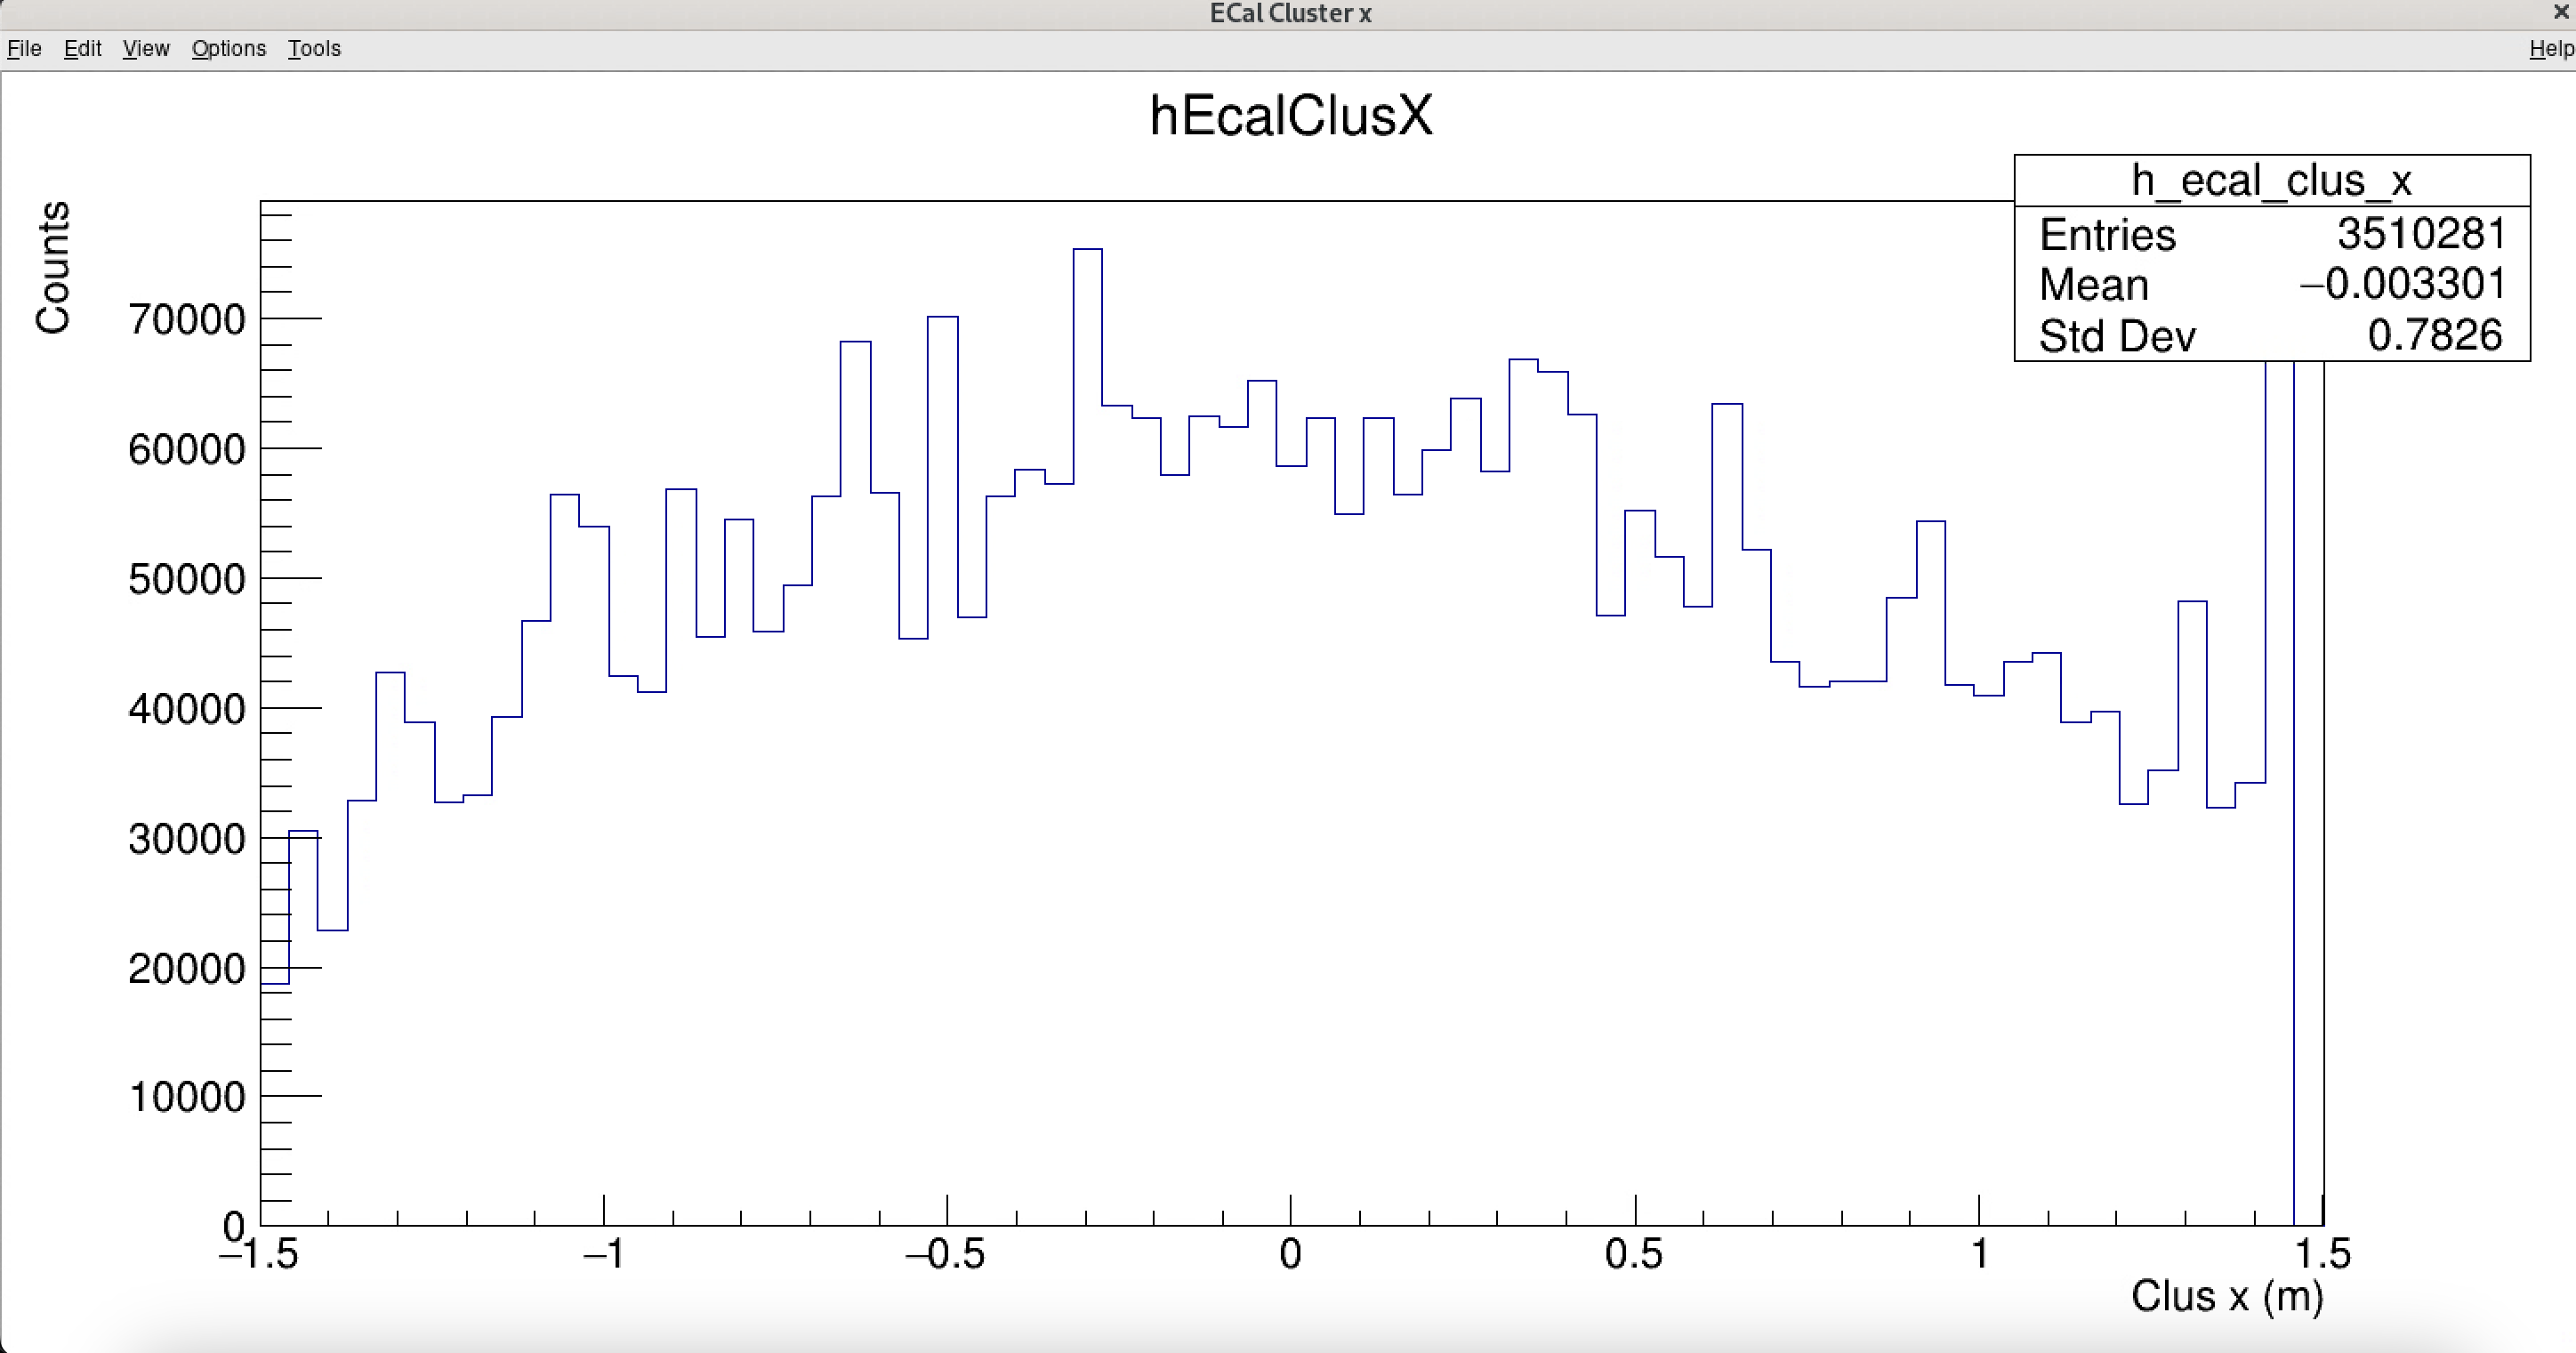 ECal Cluster x
File Edit View Options Tools Help
hEcalClusX
h_ecal_clus_x
Entries 3510281
Mean −0.003301
Std Dev 0.7826
Counts
70000
60000
50000
40000
30000
20000
10000
0
−1.5 −1 −0.5 0 0.5 1 1.5
Clus x (m)